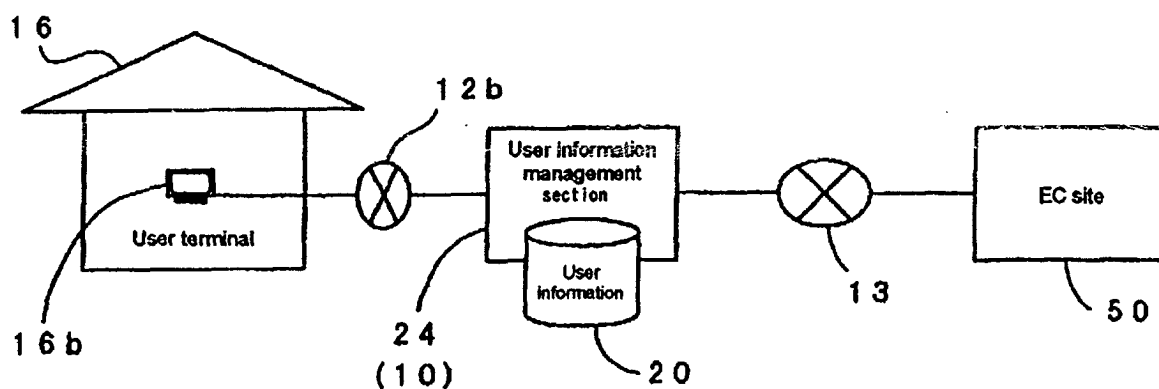 16
12b
User information
management
section
EC site
User terminal
User
information
13
50
16b
24
(10)
20